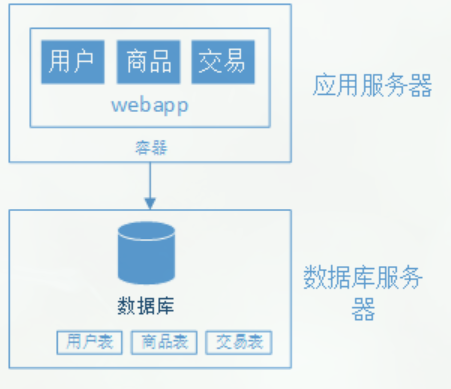 用户 商品 交易
webapp
应用服务器
容器
数据库服务
器
数据库
用户表 商品表 交易表